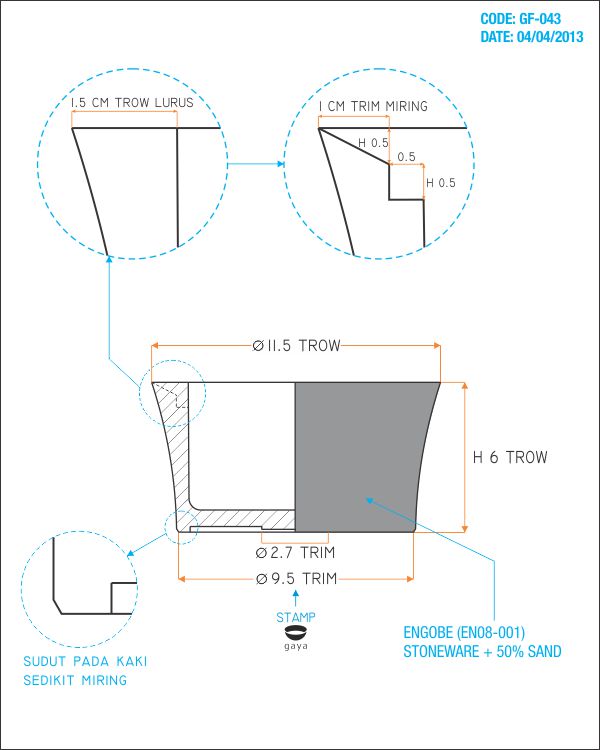 CODE: GF-043
DATE: 04/04/2013
1.5 CM TROW LURUS
1 CM TRIM MIRING
H 0.5
0.5
H 0.5
Ø 11.5 TROW
H 6 TROW
Ø 2.7 TRIM
Ø 9.5 TRIM
STAMP
gaya
ENGOBE (EN08-001)
STONEWARE + 50% SAND
SUDUT PADA KAKI
SEDIKIT MIRING